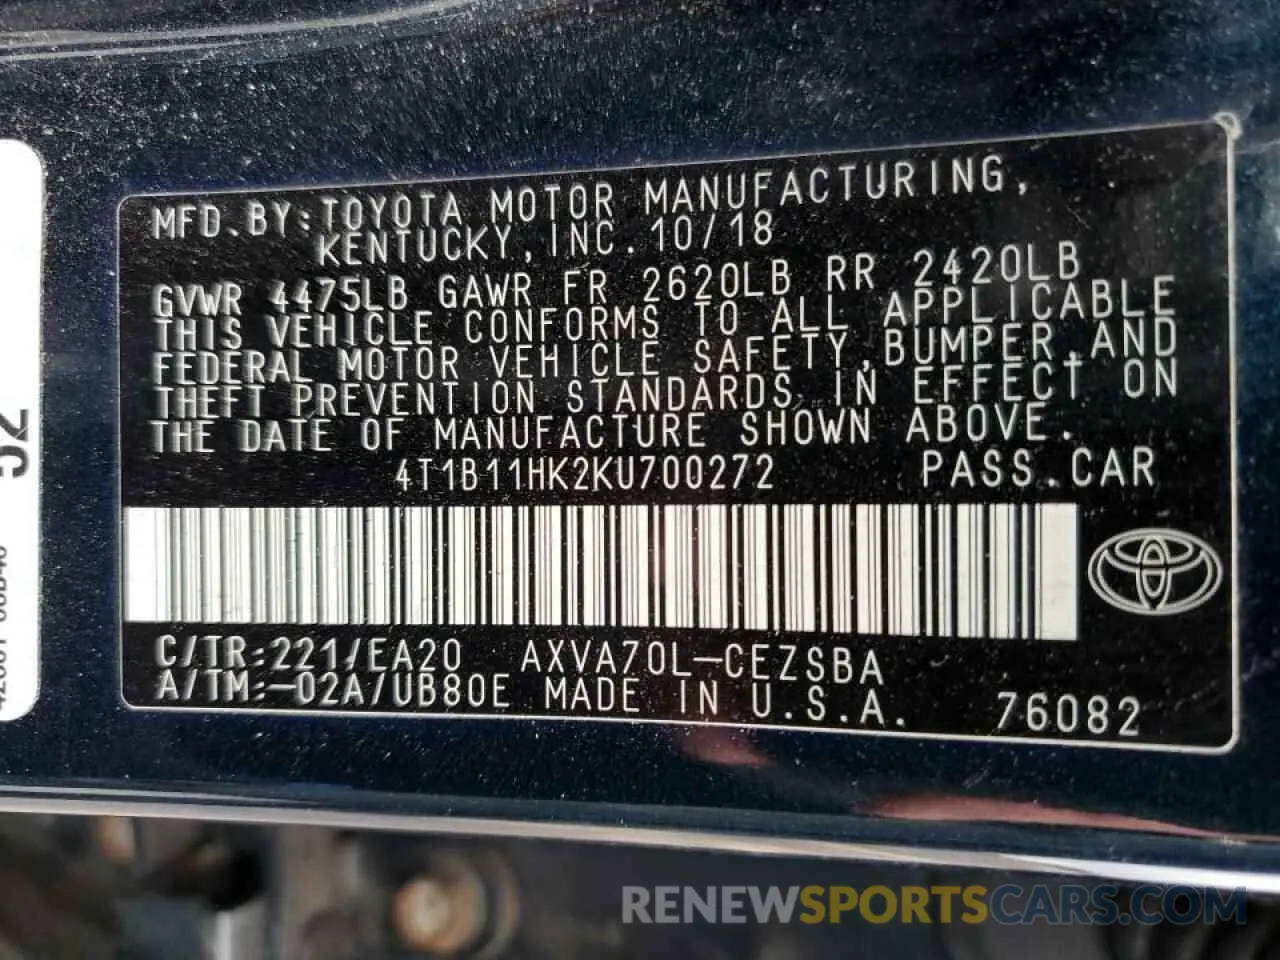 MFD.BY:TOYOTA MOTOR MANUFACTURING,
KENTUCKY,INC.10/18
GVWR 4475LB GAWR FR 2620LB RR 2420LB
THIS VEHICLE CONFORMS TO ALL APPLICABLE
FEDERAL MOTOR VEHICLE SAFETY,BUMPER,AND
THEFT PREVENTION STANDARDS IN EFFECT ON
THE DATE OF MANUFACTURE SHOWN ABOVE.
4T1B11HK2KU700272 PASS.CAR
C/TR:221/EA20 AXVA70L-CEZSBA
A/TM:-02A/UB80E MADE IN U.S.A. 76082
52
RENEWSPORTSCARS.COM